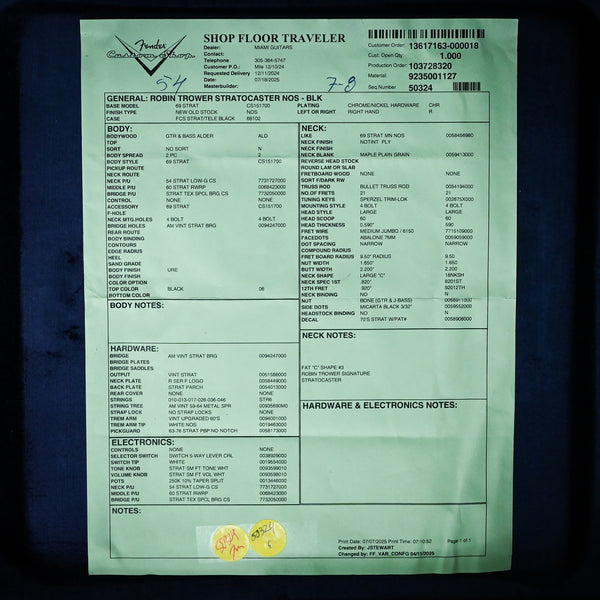 Fender
Custom Shop
SHOP FLOOR TRAVELER
Dealer: MIAMI GUITARS
Contact:
Telephone 305-384-5747
Customer P.O.: Mile 12/10/24
Requested Delivery 12/11/2024
Date: 07/18/2025
Masterbuilder:
Customer Order: 13617163-000018
Cust. Open Qty: 1.000
Production Order: 103728320
Material 9235001127
Seq.Number 50324
54
7-8
GENERAL: ROBIN TROWER STRATOCASTER NOS - BLK
BASE MODEL 69 STRAT CS151700 PLATING CHROME/NICKEL HARDWARE CHR
FINISH TYPE NEW OLD STOCK NOS LEFT OR RIGHT RIGHT HAND R
CASE FCS STRAT/TELE BLACK 68102
BODY:
BODYWOOD GTR & BASS ALDER ALD
TOP
SORT NO SORT N
BODY SPREAD 2 PC 2
BODY STYLE 69 STRAT CS151700
PICKUP ROUTE
NECK ROUTE
NECK P/U 54 STRAT LOW-G CS 7731727000
MIDDLE P/U 60 STRAT RWRP 0068423000
BRIDGE P/U STRAT TEX SPCL BRG CS 7732050000
CONTROL NONE NONE
ACCESSORY 69 STRAT CS151700
F-HOLE
NECK MTG.HOLES 4 BOLT 4 BOLT
BRIDGE HOLES AM VINT STRAT BRG 0094247000
REAR ROUTE
BODY BINDING
CONTOURS
EDGE RADIUS
HEEL
SAND GRADE
BODY FINISH URE
BODY FINISH
COLOR OPTION
TOP COLOR BLACK 06
BOTTOM COLOR
BODY NOTES:
HARDWARE:
BRIDGE AM VINT STRAT BRG 0094247000
BRIDGE PLATES
BRIDGE SADDLES
OUTPUT VINT STRAT 0051586000
NECK PLATE R SER F LOGO 0058449000
BACK PLATE STRAT PARCH 0054013000
REAR COVER NONE NONE
STRINGS 010-013-017-026-036-046 STR6
STRING TREE AM VINT 59-64 METAL SPR 00935690M0
STRAP LOCK NO STRAP LOCKS NONE
TREM ARM VINT UPGRADED 60'S 0094001000
TREM ARM TIP WHITE NOS 0019463000
PICKGUARD 63-76 STRAT PBP NO NOTCH 0058173000
ELECTRONICS:
CONTROLS NONE NONE
SELECTOR SWITCH SWITCH 5-WAY LEVER CRL 0038929000
SWITCH TIP WHITE 0019554000
TONE KNOB STRAT SM FT TONE WHT 0093599010
VOLUME KNOB STRAT SM FT VOL WHT 0093598010
POTS 250K 10% TAPER SPLIT 0013446000
NECK P/U 54 STRAT LOW-G CS 7731727000
MIDDLE P/U 60 STRAT RWRP 0068423000
BRIDGE P/U STRAT TEX SPCL BRG CS 7732050000
NECK:
LIKE 69 STRAT MN NOS 0058456980
NECK FINISH NOTINT PLY
NECK FINISH
NECK BLANK MAPLE PLAIN GRAIN 0059413000
REVERSE HEAD STOCK
ROUND LAM OR SLAB
FRETBOARD WOOD NONE NONE
SORT F/DARK RW
TRUSS ROD BULLET TRUSS ROD 0054194000
NO.OF FRETS 21 21
TUNING KEYS SPERZEL TRIM-LOK 002675X000
MOUNTING STYLE 4 BOLT 4 BOLT
HEAD STYLE LARGE LARGE
HEAD SCOOP 60 60
HEAD THICKNESS 0.590" 590
FRET WIRE MEDIUM JUMBO / 6150 7715109000
FACEDOTS ABALONE 7MM 0059059000
DOT SPACING NARROW NARROW
COMPOUND RADIUS
FRET BOARD RADIUS 9.50" RADIUS 9.50
NUT WIDTH 1.650" 1.650
BUTT WIDTH 2.200" 2.200
NECK SHAPE LARGE "C" 16NKSH
NECK SPEC 1ST .820" 8201ST
12TH FRET .920" 92012TH
NECK BINDING NO
NUT BONE (GTR & J-BASS) 0058911000
SIDE DOTS MICARTA BLACK 3/32" 0059552000
HEADSTOCK BINDING NO N
DECAL 70'S STRAT W/PAT# 0058908000
NECK NOTES:
FAT "C" SHAPE #3
ROBIN TROWER SIGNATURE
STRATOCASTER
HARDWARE & ELECTRONICS NOTES:
NOTES:
50324
Print Date: 07/07/2025 Print Time: 07:10:52 Page 1 of 1
Created By: JSTEWART
Changed by: FF_VAR_CONFG 04/11/2025